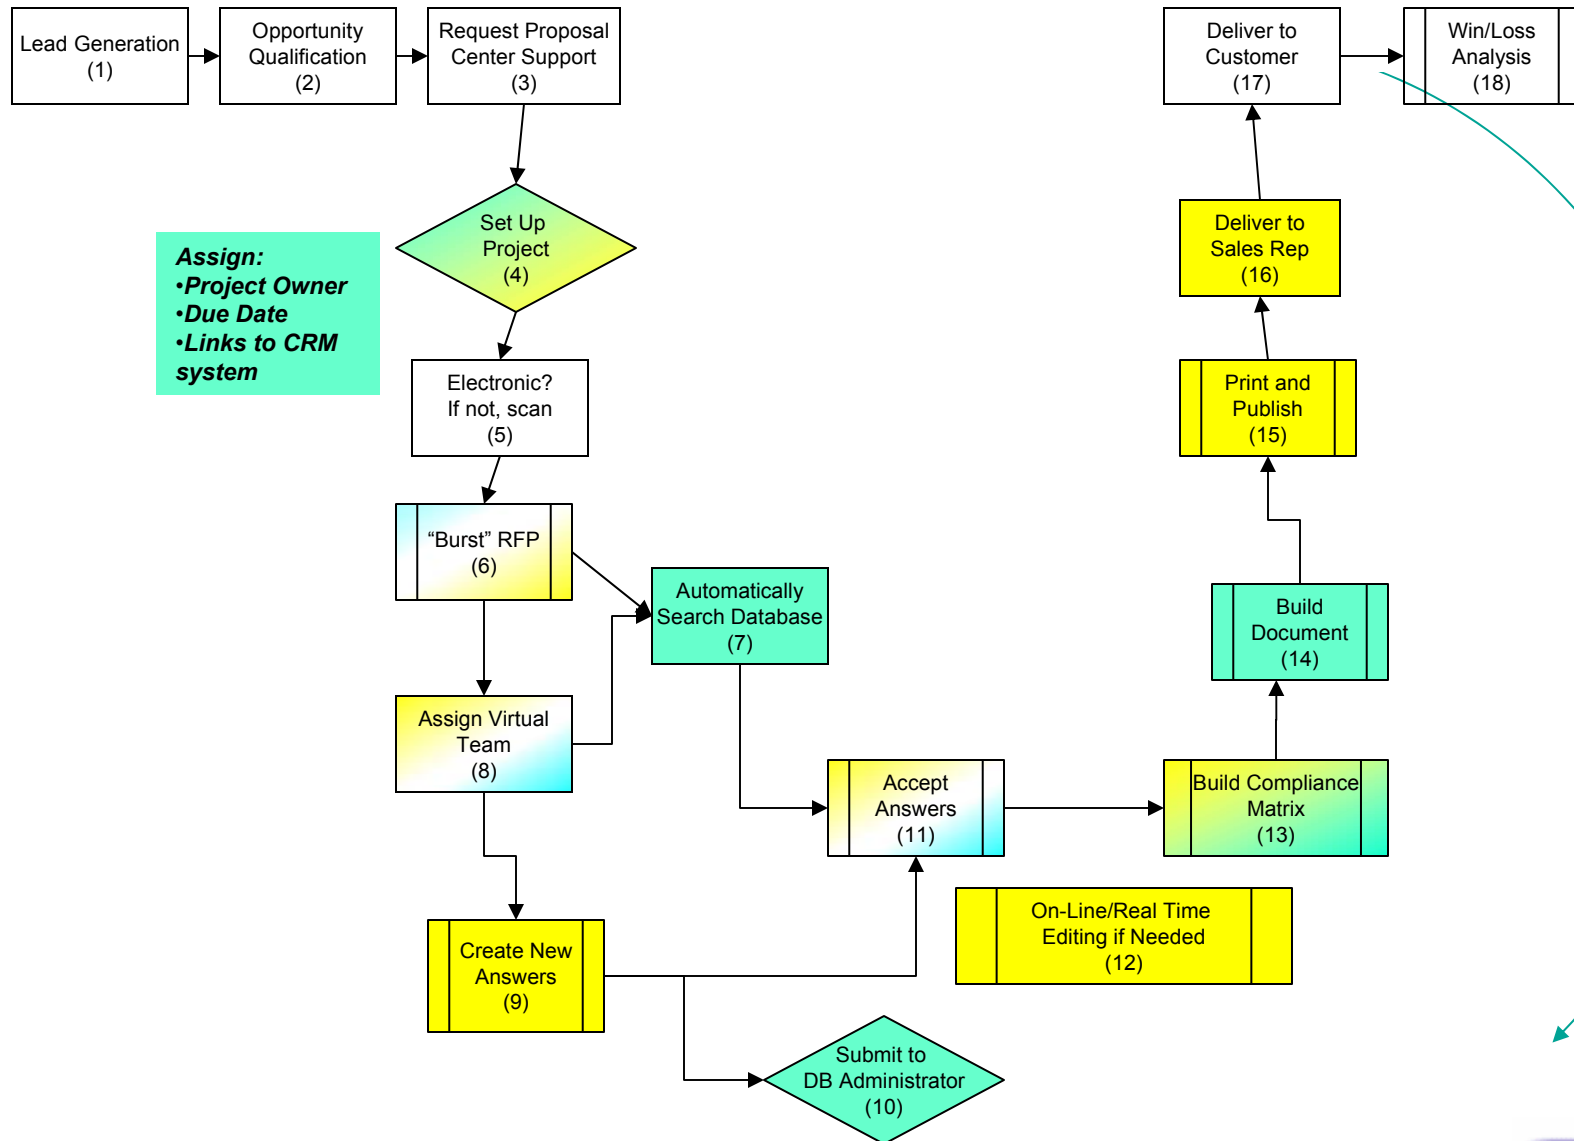 Lead Generation
(1)
Opportunity
Qualification
(2)
Request Proposal
Center Support
(3)
Set Up
Project
(4)
Assign:
•Project Owner
•Due Date
•Links to CRM
system
Electronic?
If not, scan
(5)
“Burst” RFP
(6)
Automatically
Search Database
(7)
Assign Virtual
Team
(8)
Create New
Answers
(9)
Submit to
DB Administrator
(10)
Accept
Answers
(11)
On-Line/Real Time
Editing if Needed
(12)
Build Compliance
Matrix
(13)
Build
Document
(14)
Print and
Publish
(15)
Deliver to
Sales Rep
(16)
Deliver to
Customer
(17)
Win/Loss
Analysis
(18)